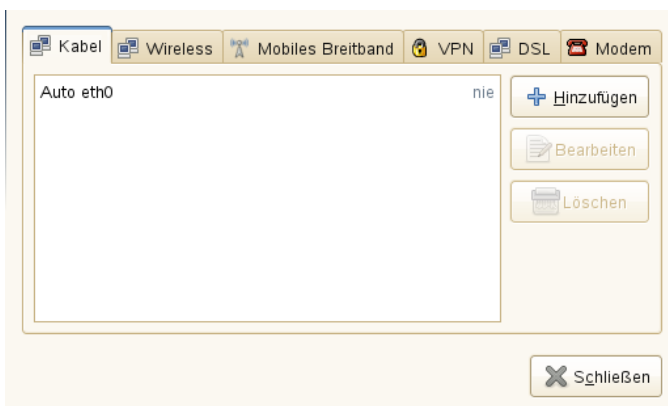 Kabel Wireless Mobiles Breitband VPN DSL Modem
Auto eth0 nie
Hinzufügen
Bearbeiten
Löschen
Schließen